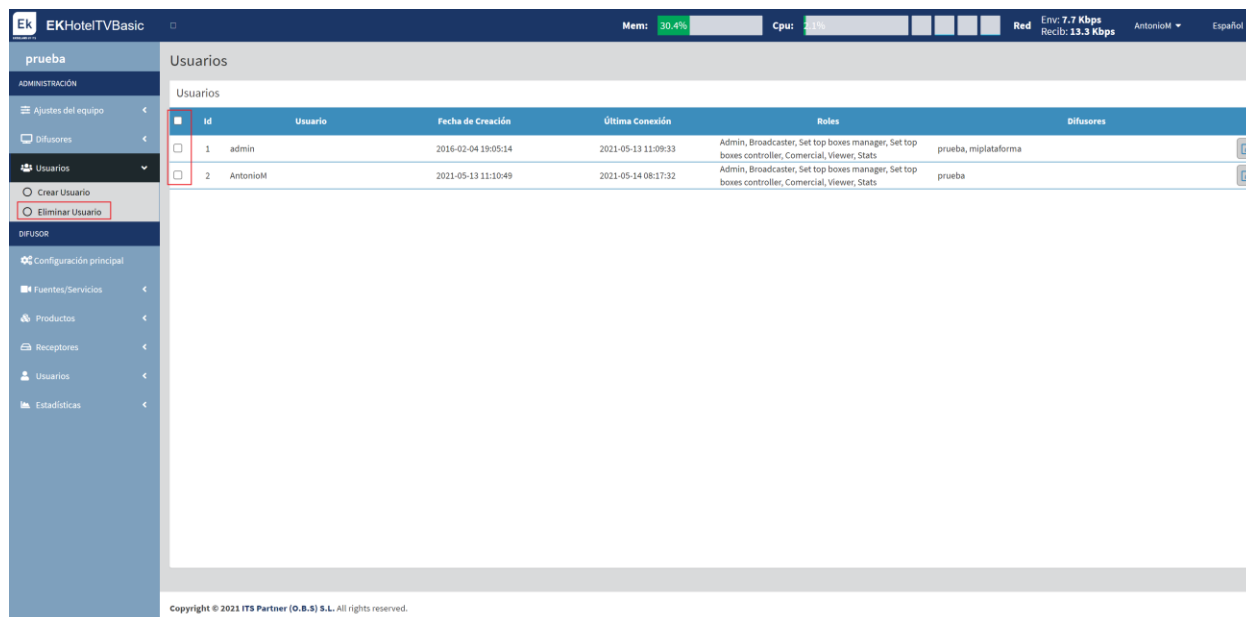 Ek EKHotelTVBasic
Mem: 30.4% Cpu: 2.1% Red Env: 7.7 Kbps Recib: 13.3 Kbps AntonioM Español
prueba
ADMINISTRACIÓN
Ajustes del equipo
Difusores
Usuarios
Crear Usuario
Eliminar Usuario
DIFUSOR
Configuración principal
Fuentes/Servicios
Productos
Receptores
Usuarios
Estadísticas
Usuarios
Usuarios
Id Usuario Fecha de Creación Última Conexión Roles Difusores
1 admin 2016-02-04 19:05:14 2021-05-13 11:09:33 Admin, Broadcaster, Set top boxes manager, Set top boxes controller, Comercial, Viewer, Stats prueba, miplataforma
2 AntonioM 2021-05-13 11:10:49 2021-05-14 08:17:32 Admin, Broadcaster, Set top boxes manager, Set top boxes controller, Comercial, Viewer, Stats prueba
Copyright © 2021 ITS Partner (O.B.S) S.L. All rights reserved.